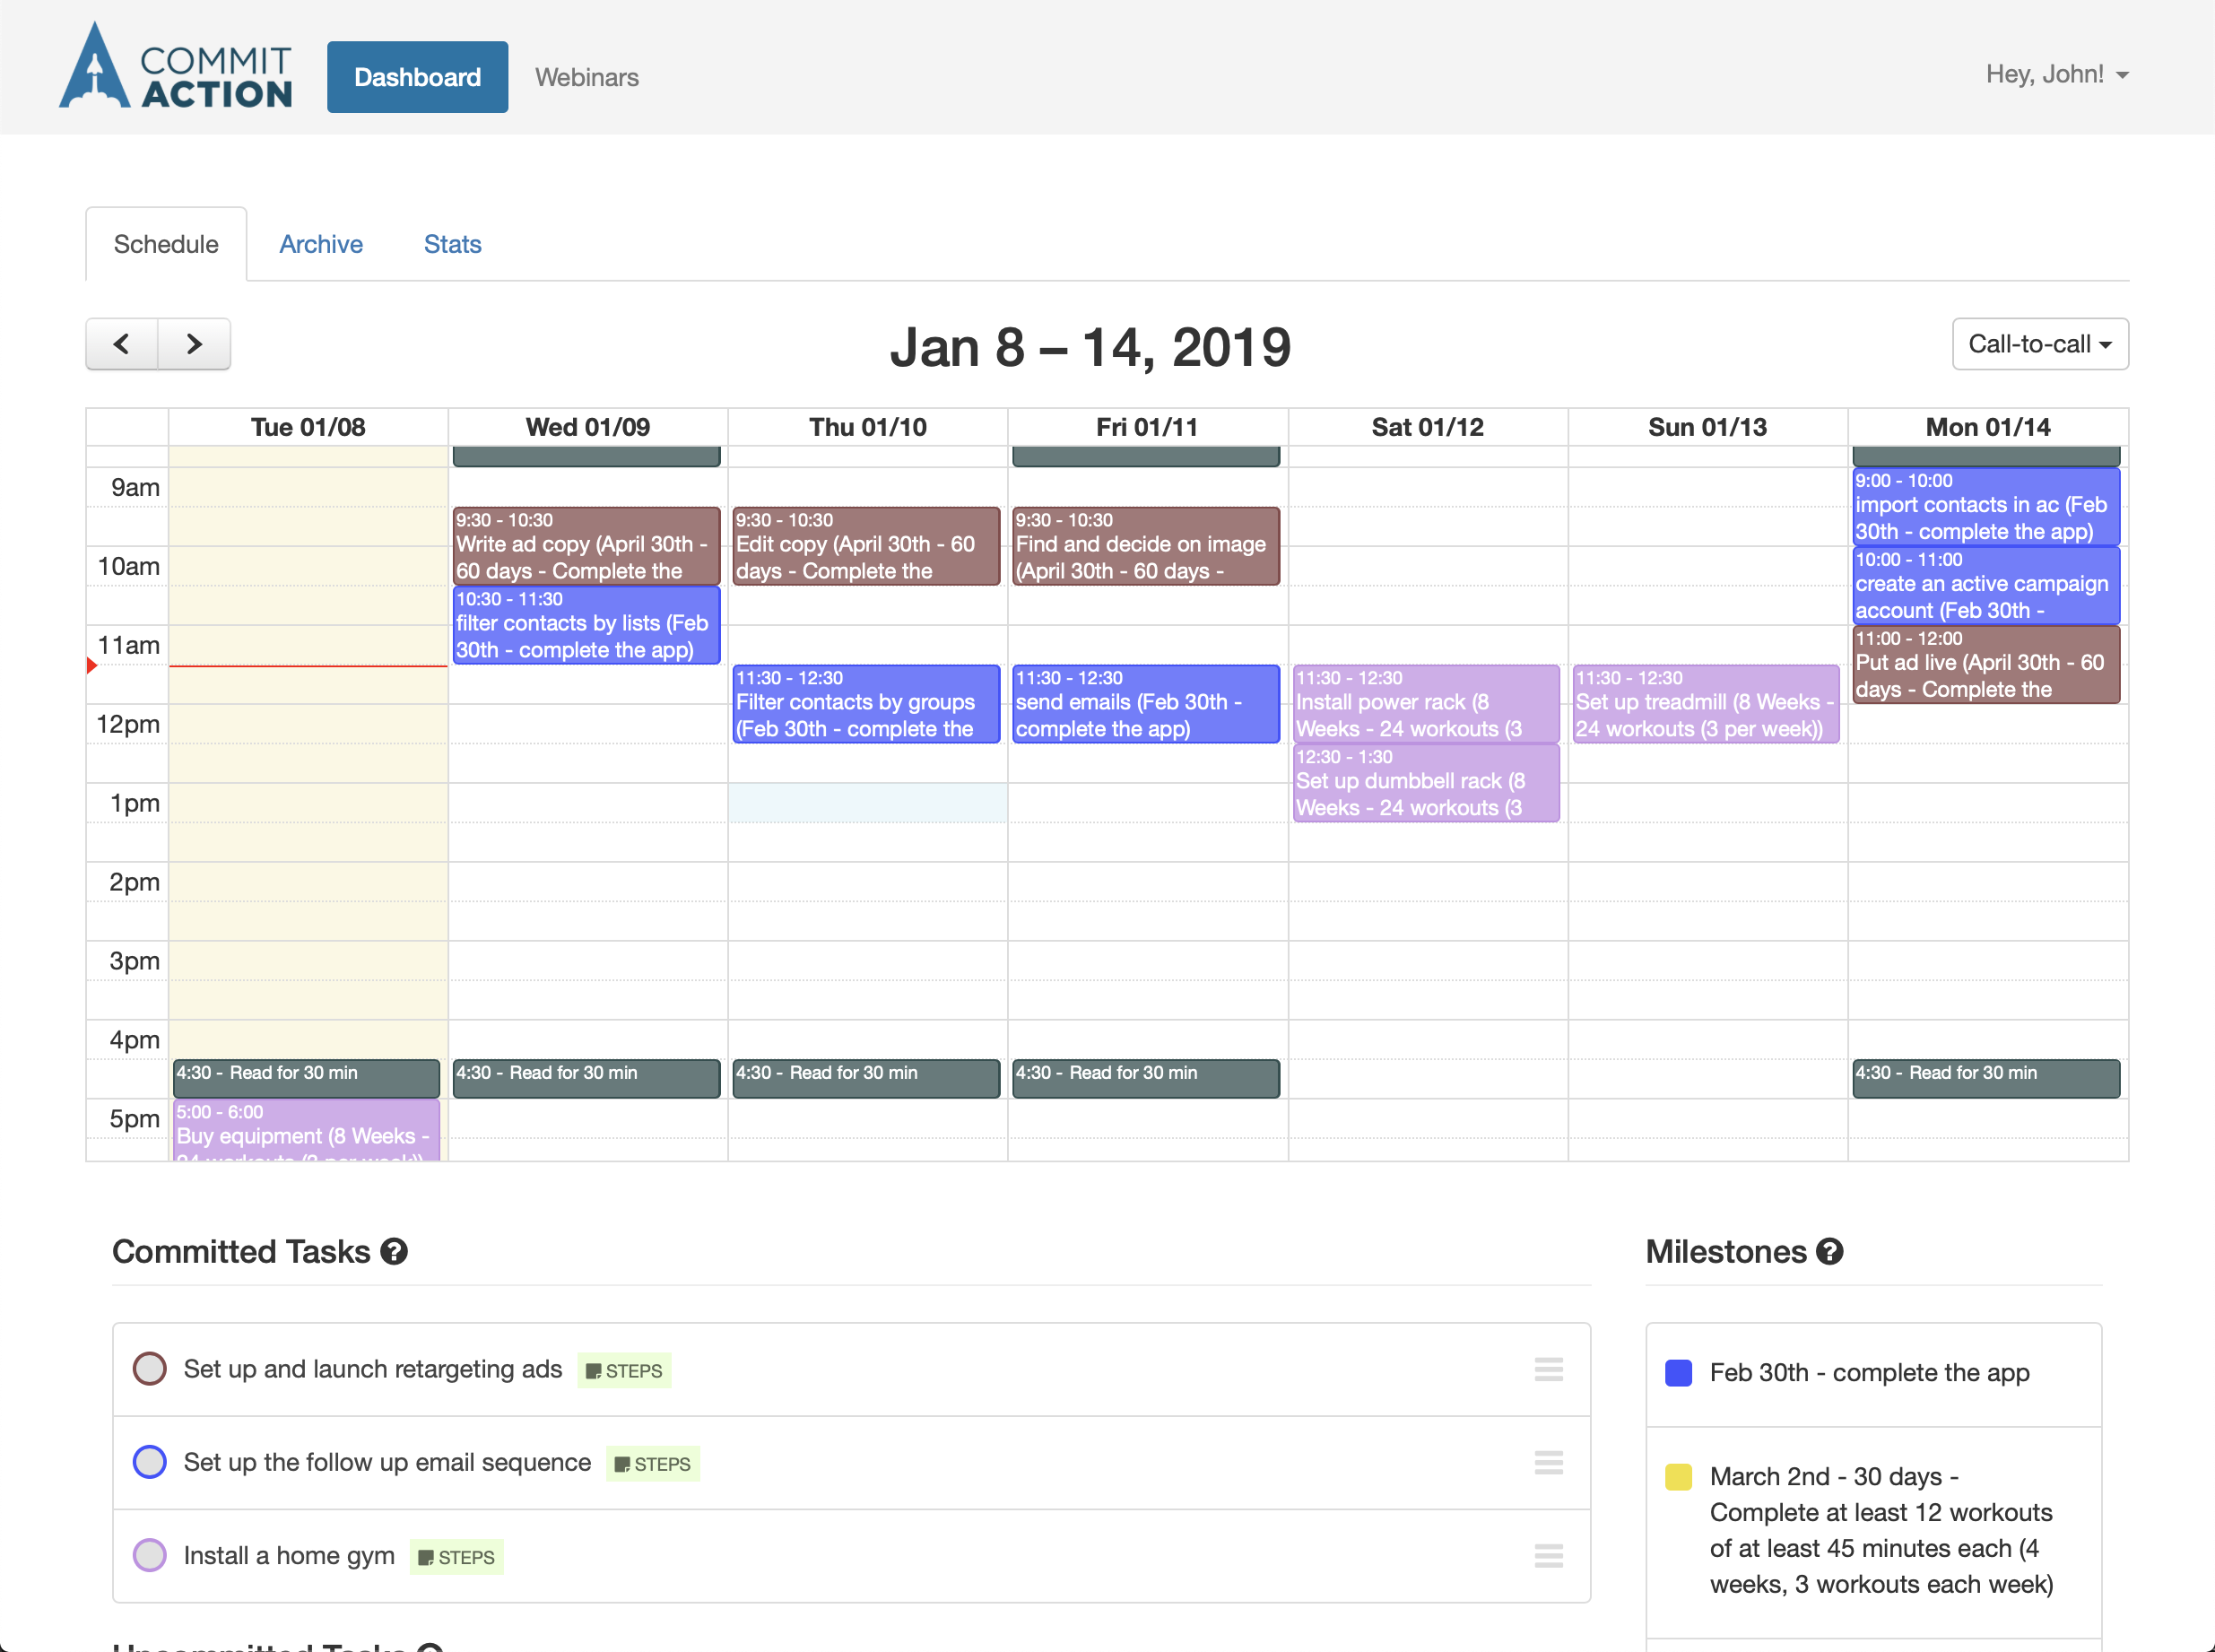 COMMIT
ACTION
Dashboard
Webinars
Hey, John!
Schedule
Archive
Stats
Jan 8 – 14, 2019
Call-to-call
Tue 01/08
Wed 01/09
Thu 01/10
Fri 01/11
Sat 01/12
Sun 01/13
Mon 01/14
9am
10am
11am
12pm
1pm
2pm
3pm
4pm
5pm
4:30 - Read for 30 min
5:00 - 6:00
Buy equipment (8 Weeks -
24 workouts (3 per week))
9:30 - 10:30
Write ad copy (April 30th -
60 days - Complete the
10:30 - 11:30
filter contacts by lists (Feb
30th - complete the app)
4:30 - Read for 30 min
9:30 - 10:30
Edit copy (April 30th - 60
days - Complete the
11:30 - 12:30
Filter contacts by groups
(Feb 30th - complete the
4:30 - Read for 30 min
9:30 - 10:30
Find and decide on image
(April 30th - 60 days -
11:30 - 12:30
send emails (Feb 30th -
complete the app)
4:30 - Read for 30 min
11:30 - 12:30
Install power rack (8
Weeks - 24 workouts (3
12:30 - 1:30
Set up dumbbell rack (8
Weeks - 24 workouts (3
11:30 - 12:30
Set up treadmill (8 Weeks -
24 workouts (3 per week))
9:00 - 10:00
import contacts in ac (Feb
30th - complete the app)
10:00 - 11:00
create an active campaign
account (Feb 30th -
11:00 - 12:00
Put ad live (April 30th - 60
days - Complete the
4:30 - Read for 30 min
Committed Tasks ?
Set up and launch retargeting ads STEPS
Set up the follow up email sequence STEPS
Install a home gym STEPS
Uncommitted Tasks
Milestones ?
Feb 30th - complete the app
March 2nd - 30 days -
Complete at least 12 workouts
of at least 45 minutes each (4
weeks, 3 workouts each week)